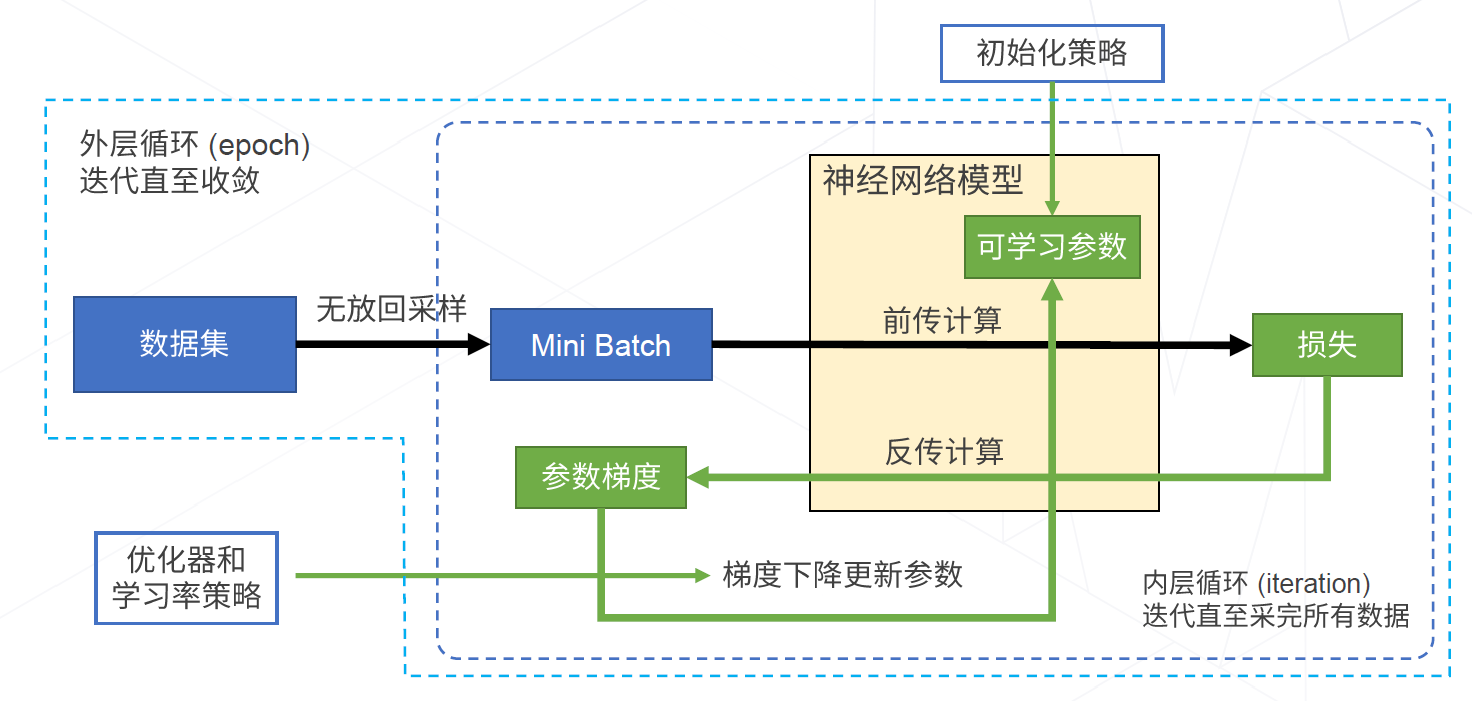 初始化策略
外层循环 (epoch)
迭代直至收敛
神经网络模型
可学习参数
无放回采样
数据集
Mini Batch
前传计算
损失
反传计算
参数梯度
优化器和
学习率策略
梯度下降更新参数
内层循环 (iteration)
迭代直至采完所有数据